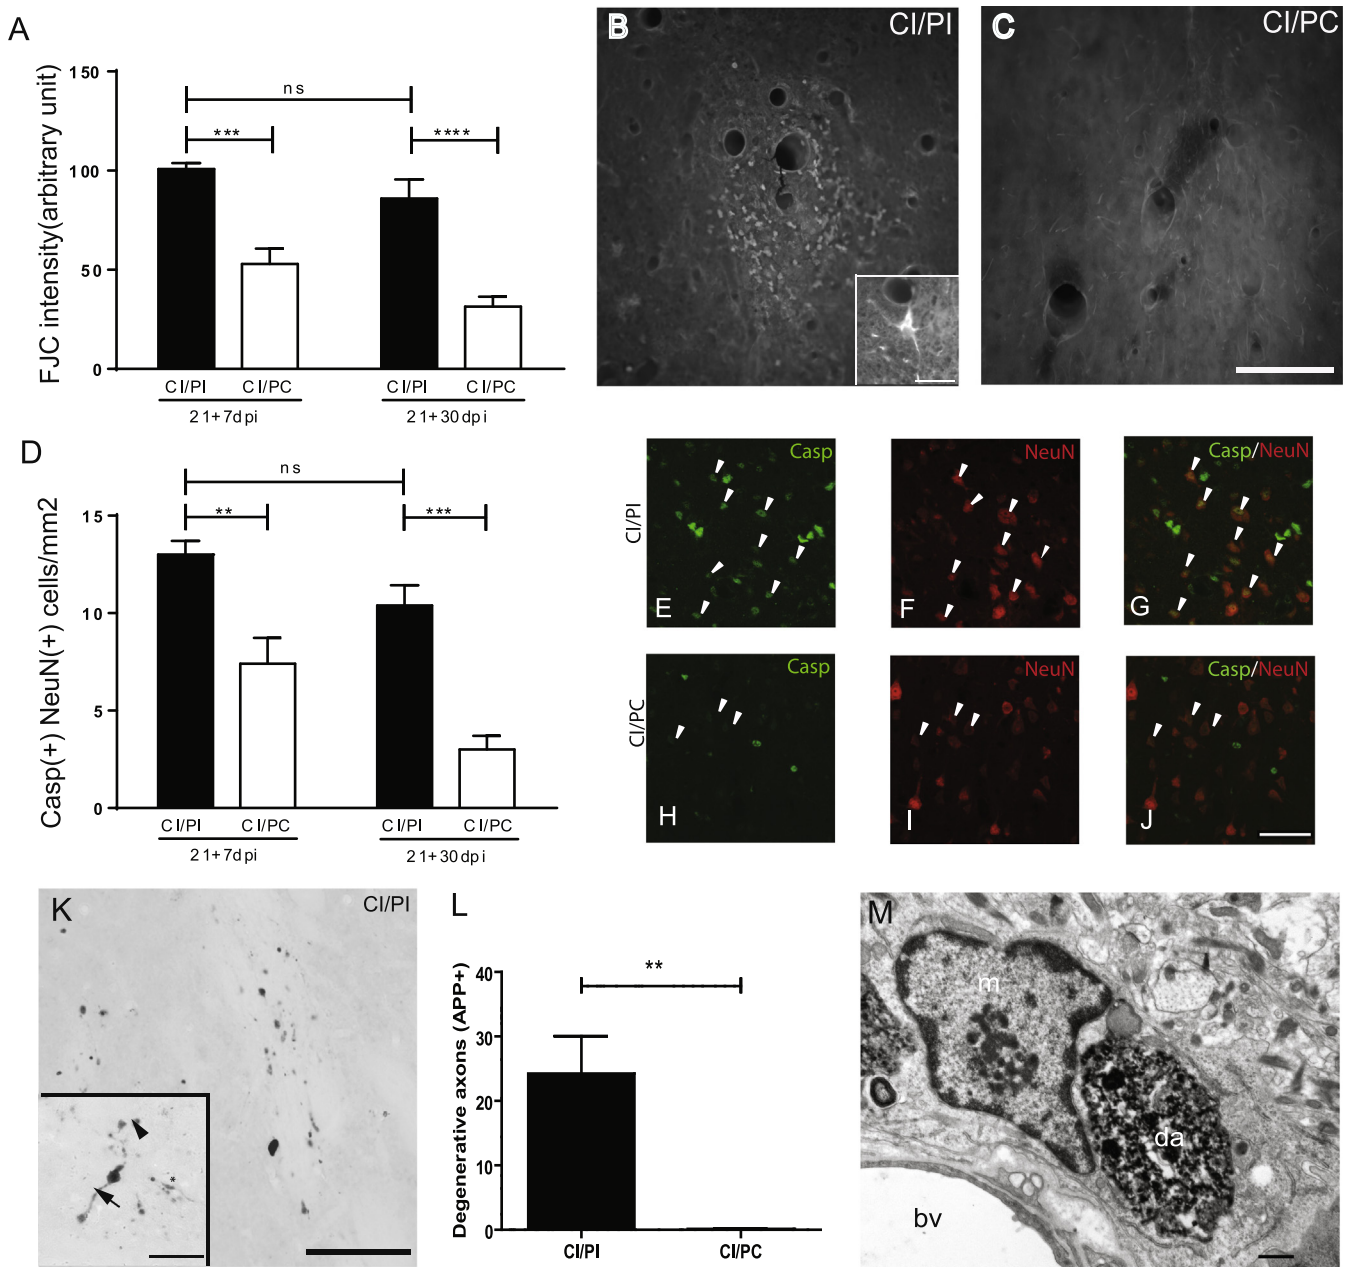 A
FJC intensity(arbitrary unit)
150
100
50
0
ns
***
****
CI/PI
CI/PC
CI/PI
CI/PC
21+7dpi
21+30dpi
B
CI/PI
C
CI/PC
D
Casp(+) NeuN(+) cells/mm2
15
10
5
0
ns
**
***
CI/PI
CI/PC
CI/PI
CI/PC
21+7dpi
21+30dpi
CI/PI
Casp
E
NeuN
F
Casp/NeuN
G
CI/PC
Casp
H
NeuN
I
Casp/NeuN
J
K
CI/PI
*
L
Degenerative axons (APP+)
40
30
20
10
0
**
CI/PI
CI/PC
M
m
da
bv